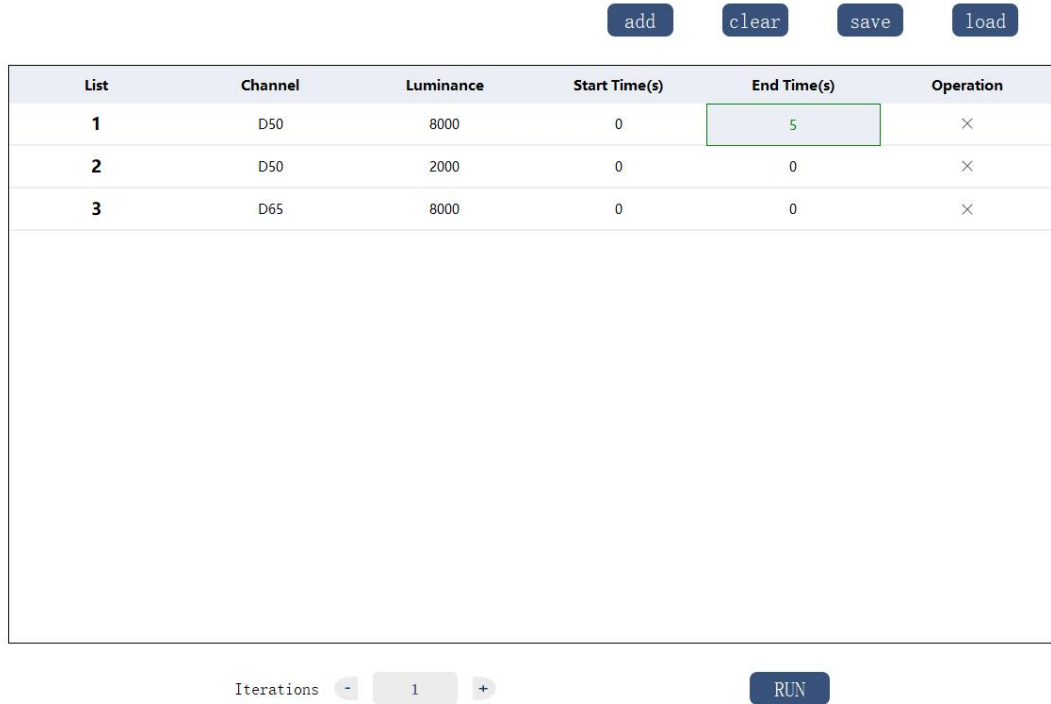 add clear save load
List Channel Luminance Start Time(s) End Time(s) Operation
1 D50 8000 0 5 ×
2 D50 2000 0 0 ×
3 D65 8000 0 0 ×
Iterations - 1 + RUN